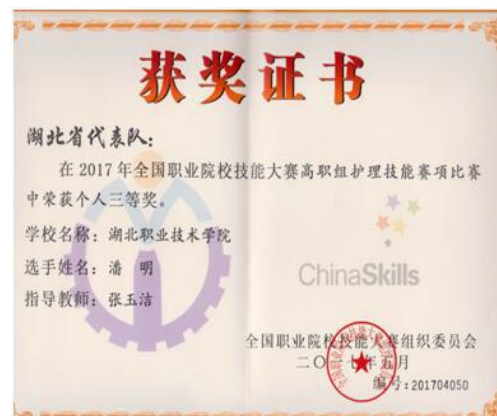 获奖证书
湖北省代表队：
在2017年全国职业院校技能大赛高职组护理技能赛项比赛
中荣获个人三等奖。
学校名称：湖北职业技术学院
选手姓名：潘 明
指导教师：张玉洁
ChinaSkills
全国职业院校技能大赛组织委员会
二〇一七年五月
编号：201704050